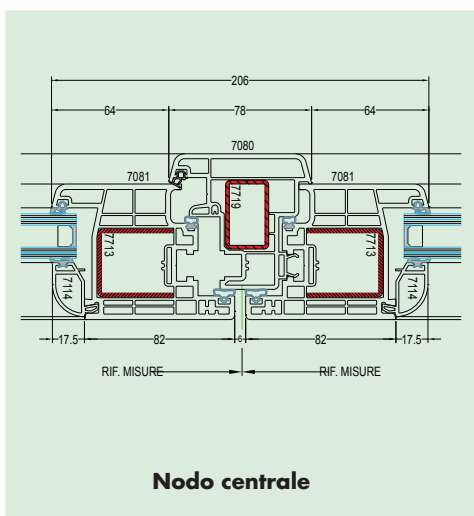 206
64 78 64
7080
7081 7081
7719
7713 7713
7114 7114
17.5 82 6 82 17.5
RIF. MISURE RIF. MISURE
Nodo centrale